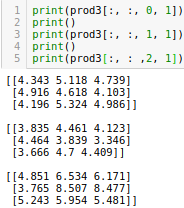 1 print(prod3[:, :, 0, 1])
2 print()
3 print(prod3[:, :, 1, 1])
4 print()
5 print(prod3[:, : ,2, 1])
[[4.343 5.118 4.739]
[4.916 4.618 4.103]
[4.196 5.324 4.986]]
[[3.835 4.461 4.123]
[4.464 3.839 3.346]
[3.666 4.7 4.409]]
[[4.851 6.534 6.171]
[3.765 8.507 8.477]
[5.243 5.954 5.481]]